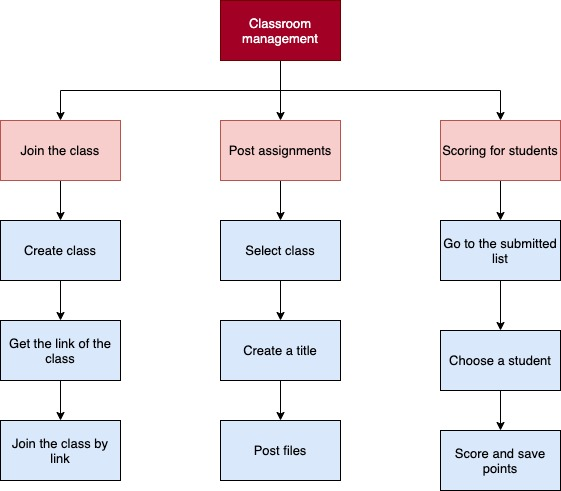 Classroom
management
Join the class
Post assignments
Scoring for students
Create class
Select class
Go to the submitted
list
Get the link of the
class
Create a title
Choose a student
Join the class by
link
Post files
Score and save
points